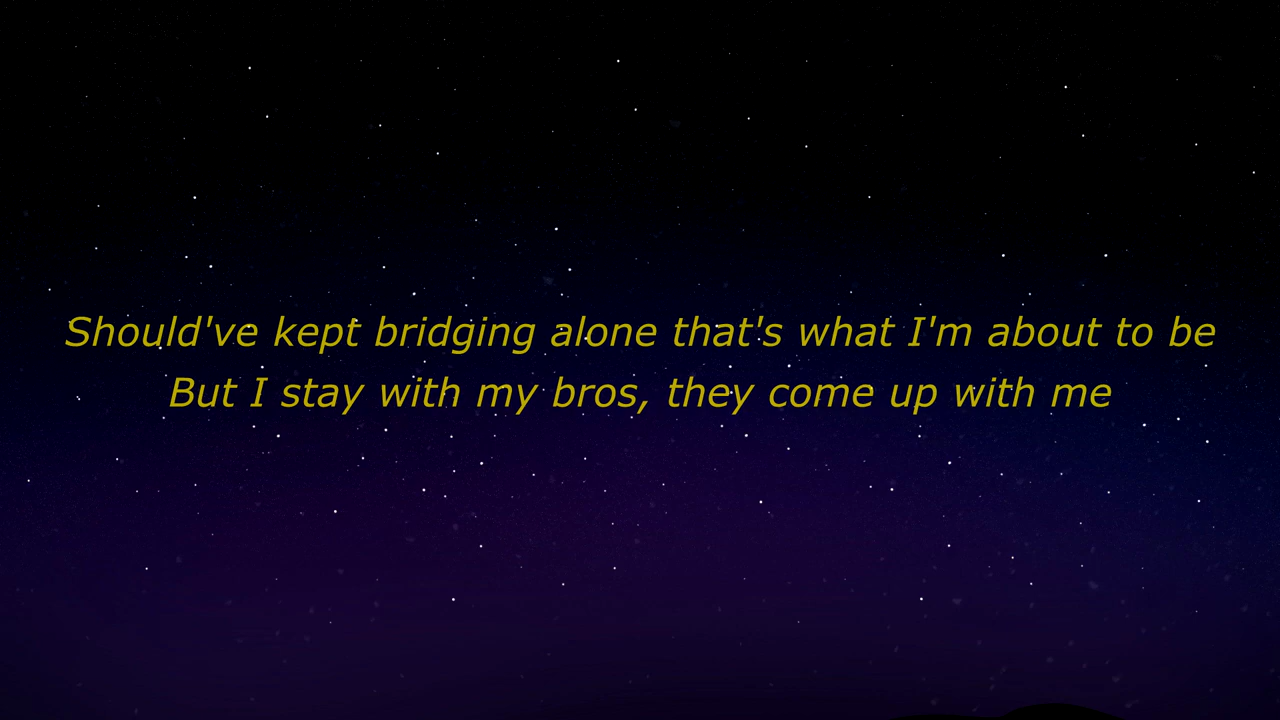 Should've kept bridging alone that's what I'm about to be
But I stay with my bros, they come up with me